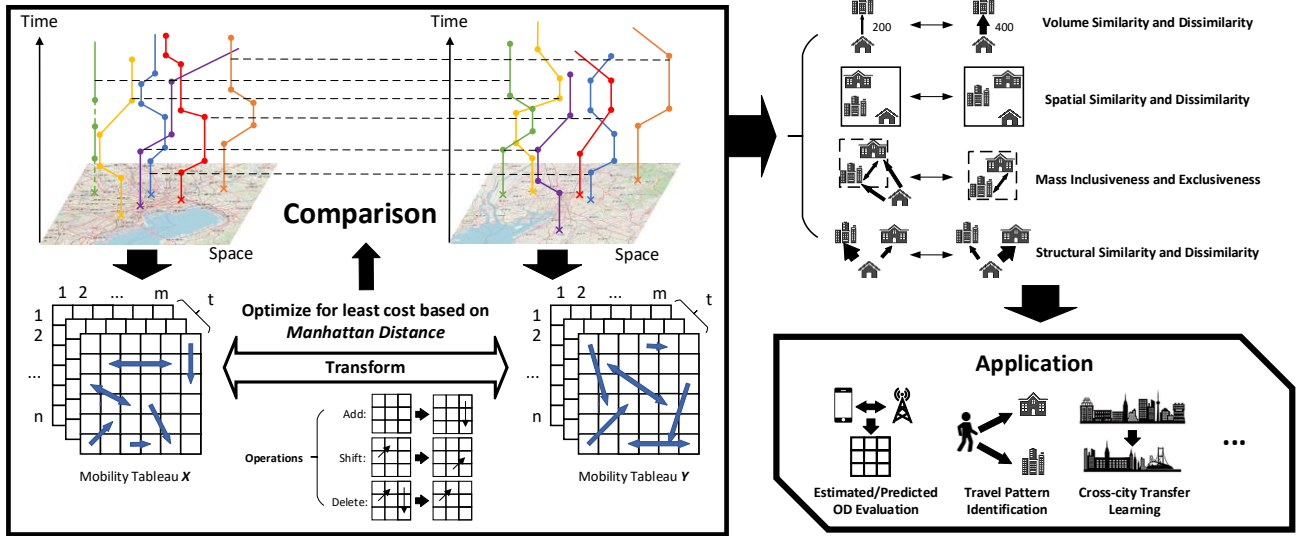 Time
Time
Comparison
Space
Space
1 2 ... m
t
1
2
...
n
Mobility Tableau X
Optimize for least cost based on
Manhattan Distance
Transform
Operations
Add:
Shift:
Delete:
1 2 ... m
t
1
2
...
n
Mobility Tableau Y
200
400
Volume Similarity and Dissimilarity
Spatial Similarity and Dissimilarity
Mass Inclusiveness and Exclusiveness
Structural Similarity and Dissimilarity
Application
Estimated/Predicted
OD Evaluation
Travel Pattern
Identification
Cross-city Transfer
Learning
...